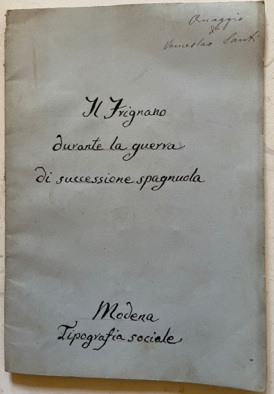 Omaggio
di
Venceslao Santi
Il Frignano
durante la guerra
di successione spagnuola
Modena
Tipografia sociale